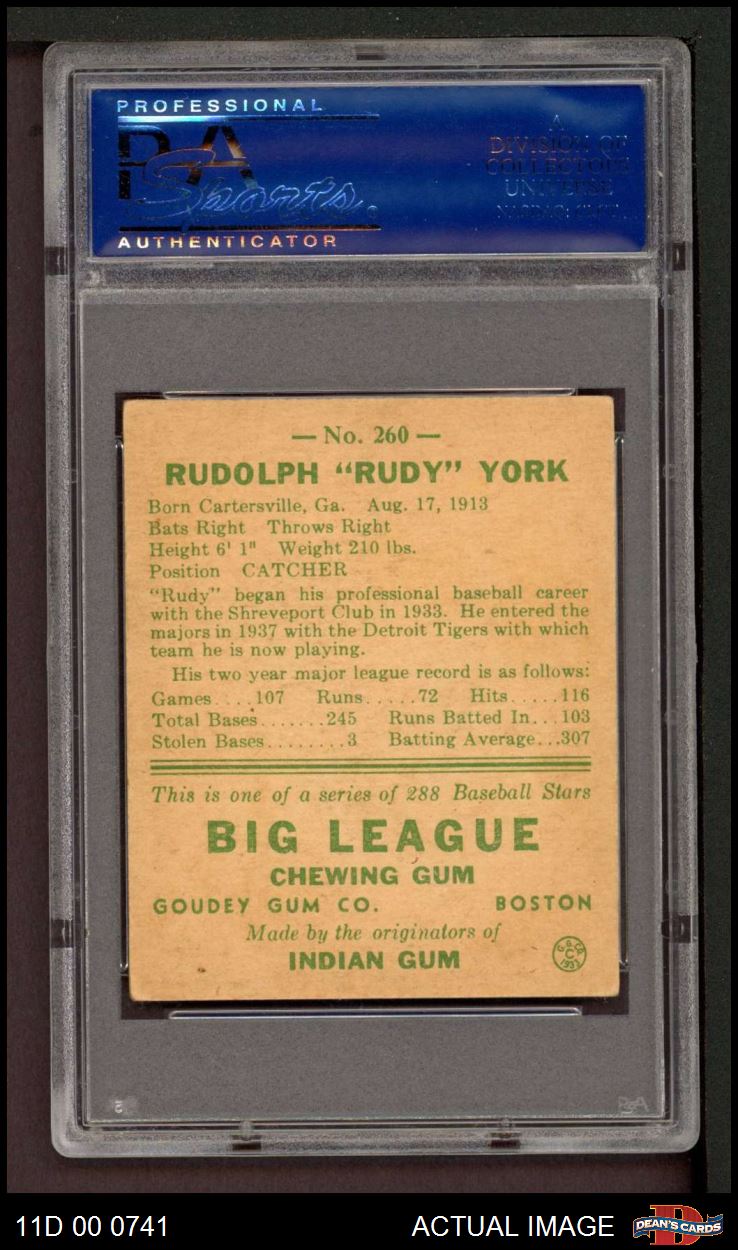 PROFESSIONAL
PSA
Sports
AUTHENTICATOR
A
DIVISION OF
COLLECTORS
UNIVERSE
— No. 260 —
RUDOLPH “RUDY” YORK
Born Cartersville, Ga. Aug. 17, 1913
Bats Right Throws Right
Height 6' 1" Weight 210 lbs.
Position CATCHER
“Rudy” began his professional baseball career
with the Shreveport Club in 1933. He entered the
majors in 1937 with the Detroit Tigers with which
team he is now playing.
His two year major league record is as follows:
Games....107 Runs.....72 Hits.....116
Total Bases.......245 Runs Batted In...103
Stolen Bases........3 Batting Average...307
This is one of a series of 288 Baseball Stars
BIG LEAGUE
CHEWING GUM
GOUDEY GUM CO. BOSTON
Made by the originators of
INDIAN GUM
PSA
11D 00 0741
ACTUAL IMAGE
DEAN'S CARDS